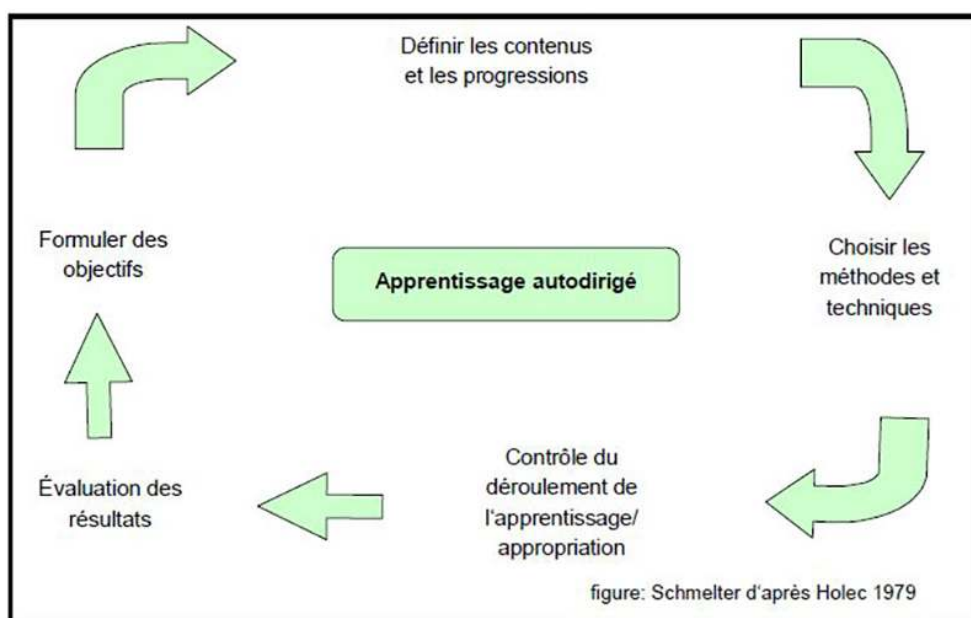 Définir les contenus
et les progressions
Formuler des
objectifs
Apprentissage autodirigé
Choisir les
méthodes et
techniques
Évaluation des
résultats
Contrôle du
déroulement de
l‘apprentissage/
appropriation
figure: Schmelter d‘après Holec 1979